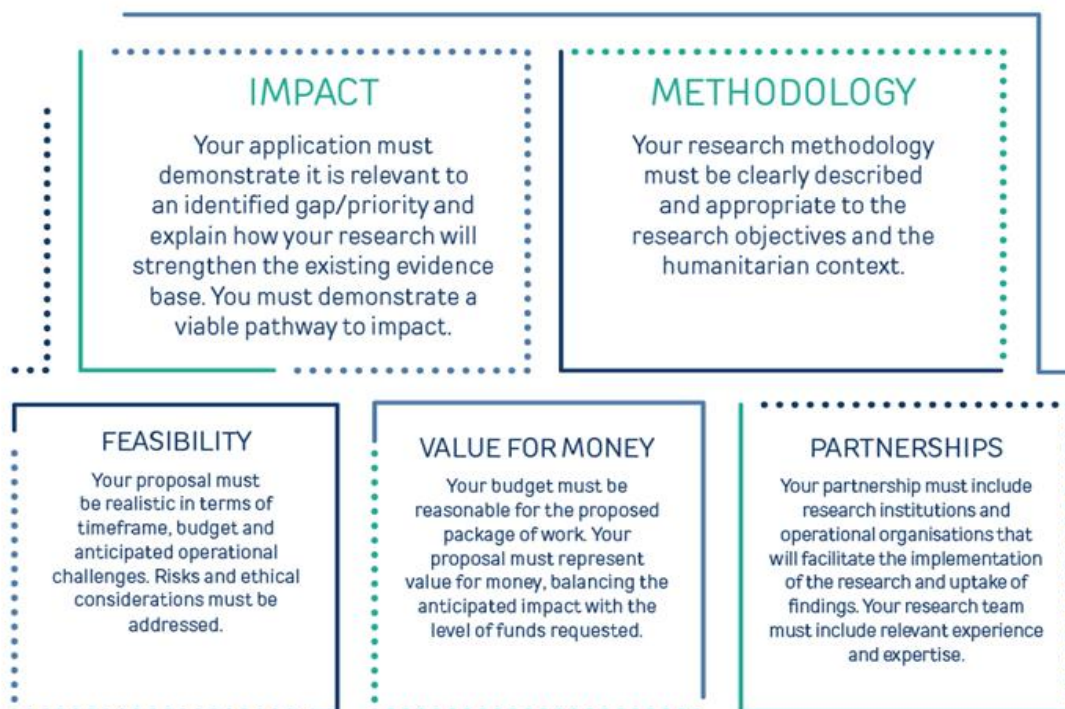 IMPACT
Your application must
demonstrate it is relevant to
an identified gap/priority and
explain how your research will
strengthen the existing evidence
base. You must demonstrate a
viable pathway to impact.
METHODOLOGY
Your research methodology
must be clearly described
and appropriate to the
research objectives and the
humanitarian context.
FEASIBILITY
Your proposal must
be realistic in terms of
timeframe, budget and
anticipated operational
challenges. Risks and ethical
considerations must be
addressed.
VALUE FOR MONEY
Your budget must be
reasonable for the proposed
package of work. Your
proposal must represent
value for money, balancing the
anticipated impact with the
level of funds requested.
PARTNERSHIPS
Your partnership must include
research institutions and
operational organisations that
will facilitate the implementation
of the research and uptake of
findings. Your research team
must include relevant experience
and expertise.